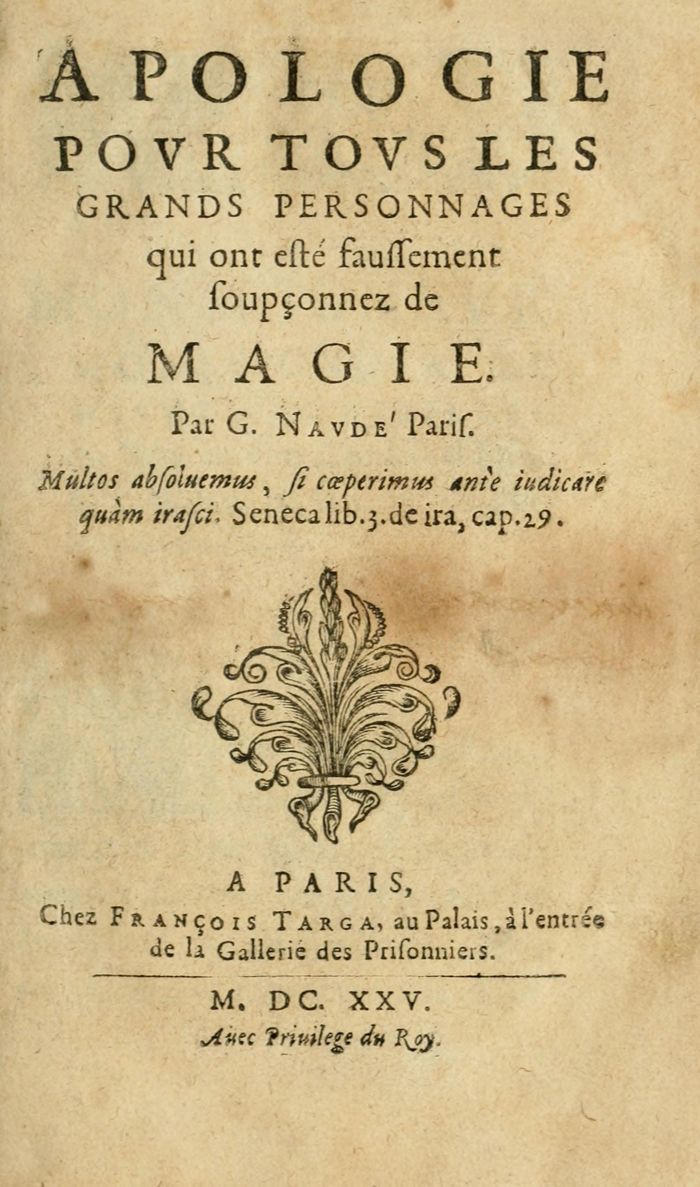 APOLOGIE
POVR TOVS LES
GRANDS PERSONNAGES
qui ont eſté fauſſement
ſoupçonnez de
MAGIE.
Par G. NAVDE' Pariſ.
Multos abſoluemus, ſi cœperimus ante iudicare
quàm iraſci. Seneca lib. 3. de ira, cap. 29.
A PARIS,
Chez FRANÇOIS TARGA, au Palais, à l'entrée
de la Gallerie des Priſonniers.
M. DC. XXV.
Auec Priuilege du Roy.